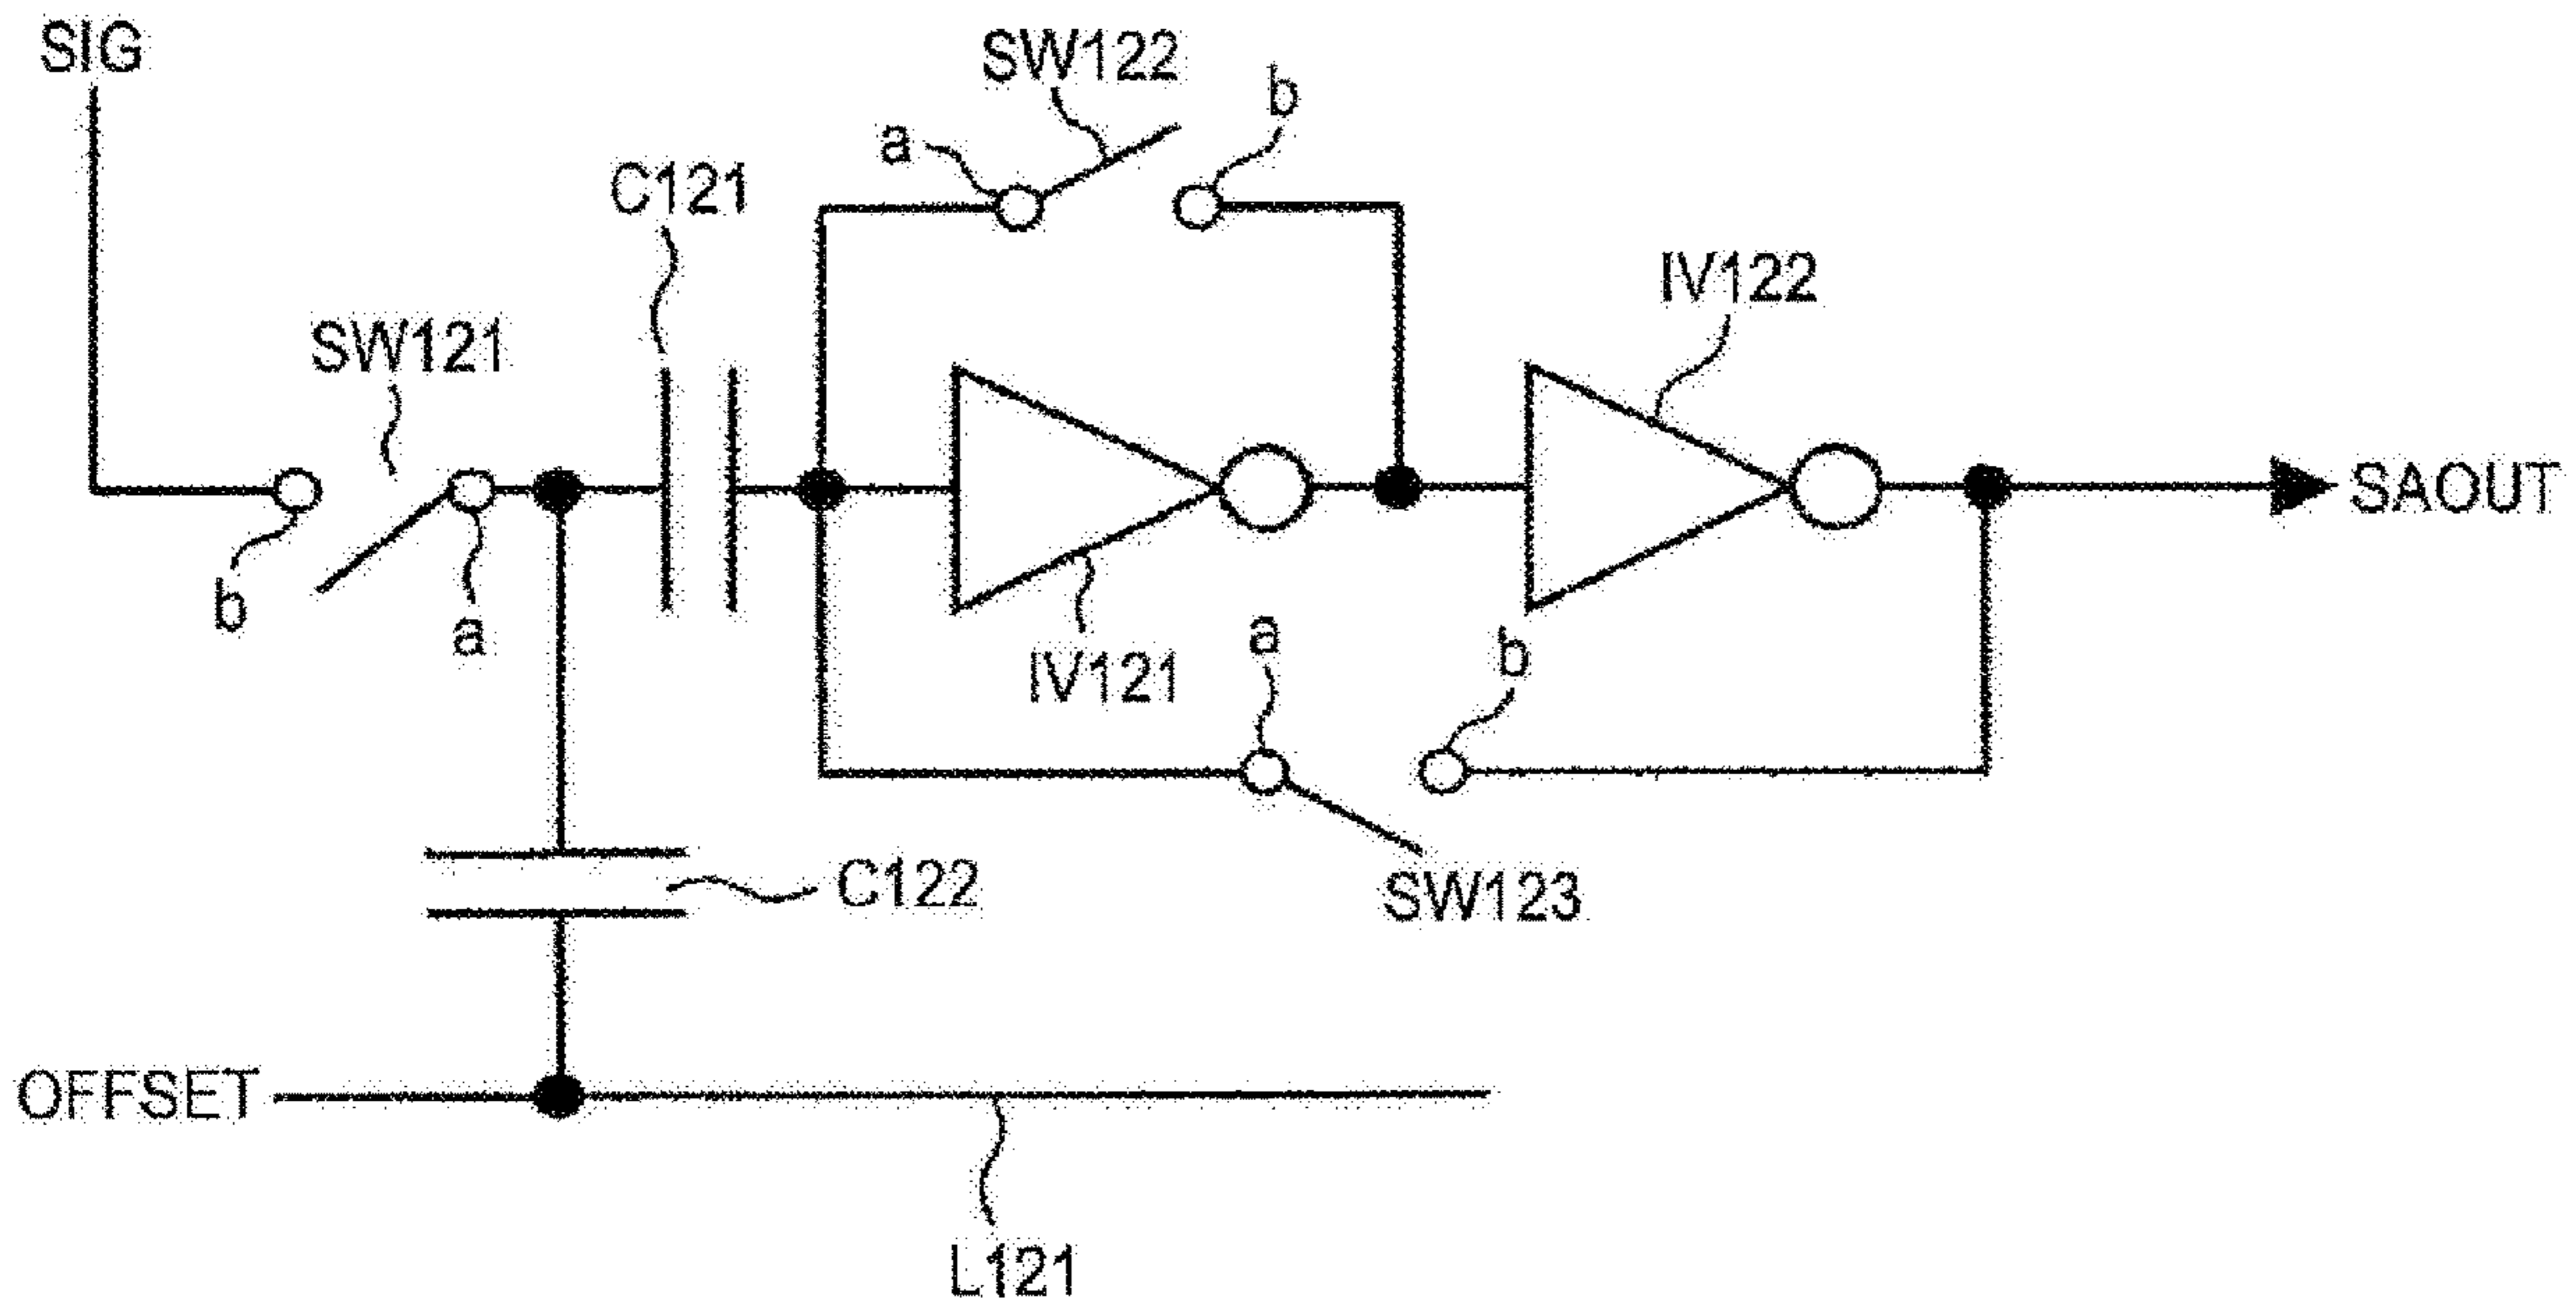 SIG
SW122
b
a
C121
IV122
SW121
SAOUT
b
a
IV121
a
b
C122
SW123
OFFSET
L121